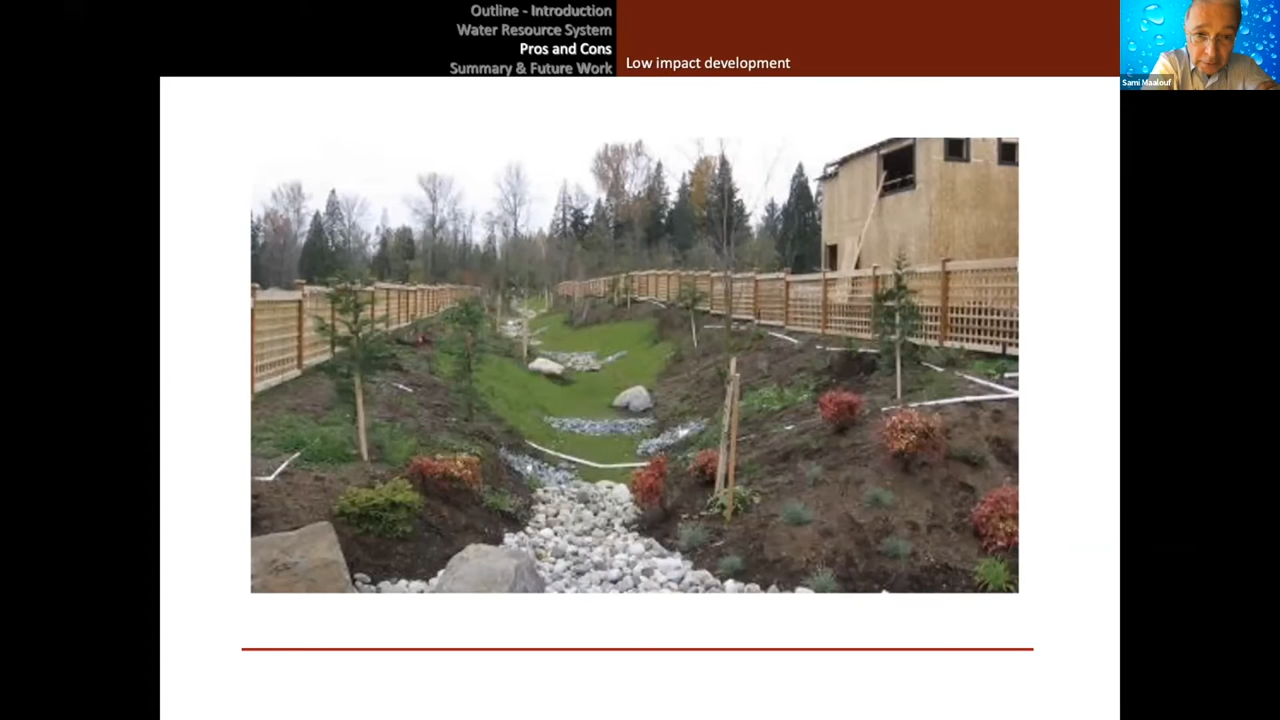 Outline - Introduction
Water Resource System
Pros and Cons
Summary & Future Work
Low impact development
Sami Maalouf